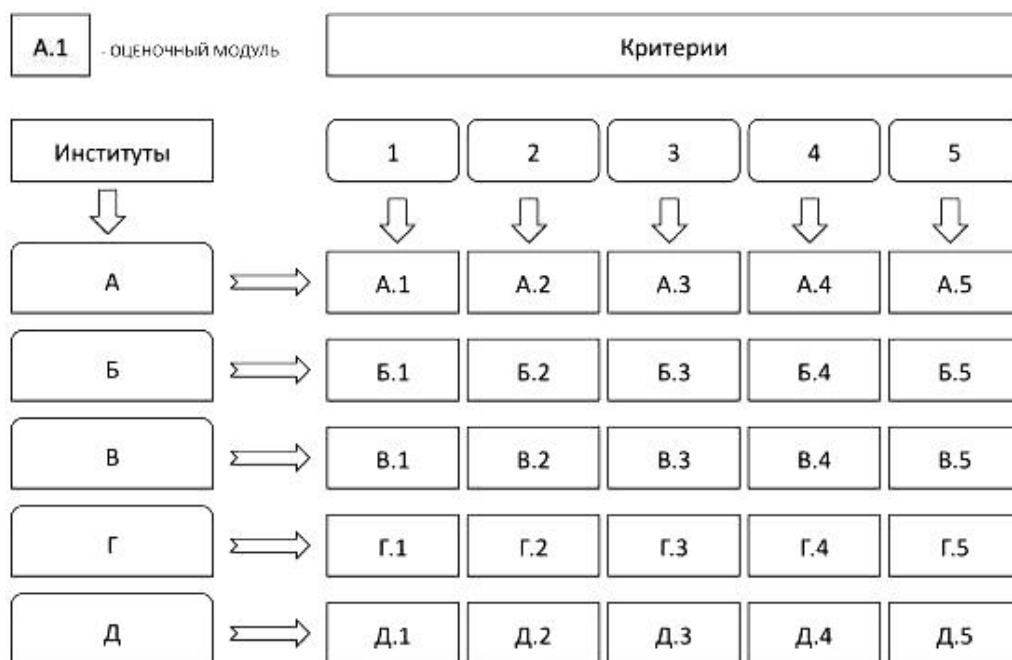 А.1 - ОЦЕНОЧНЫЙ МОДУЛЬ Критерии
Институты 1 2 3 4 5
А А.1 А.2 А.3 А.4 А.5
Б Б.1 Б.2 Б.3 Б.4 Б.5
В В.1 В.2 В.3 В.4 В.5
Г Г.1 Г.2 Г.3 Г.4 Г.5
Д Д.1 Д.2 Д.3 Д.4 Д.5